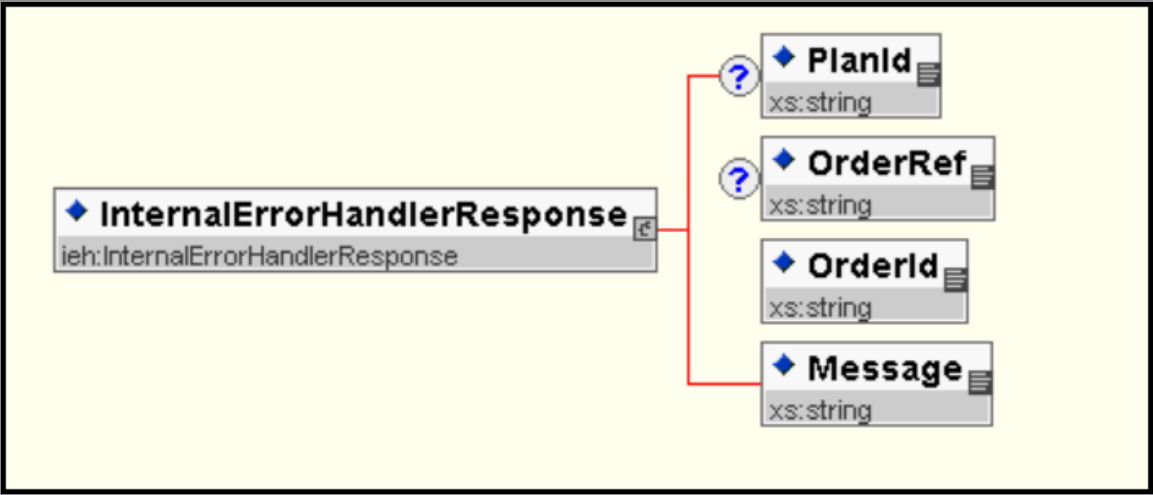 ?
PlanId
xs:string
?
OrderRef
xs:string
InternalErrorHandlerResponse
ieh:InternalErrorHandlerResponse
OrderId
xs:string
Message
xs:string